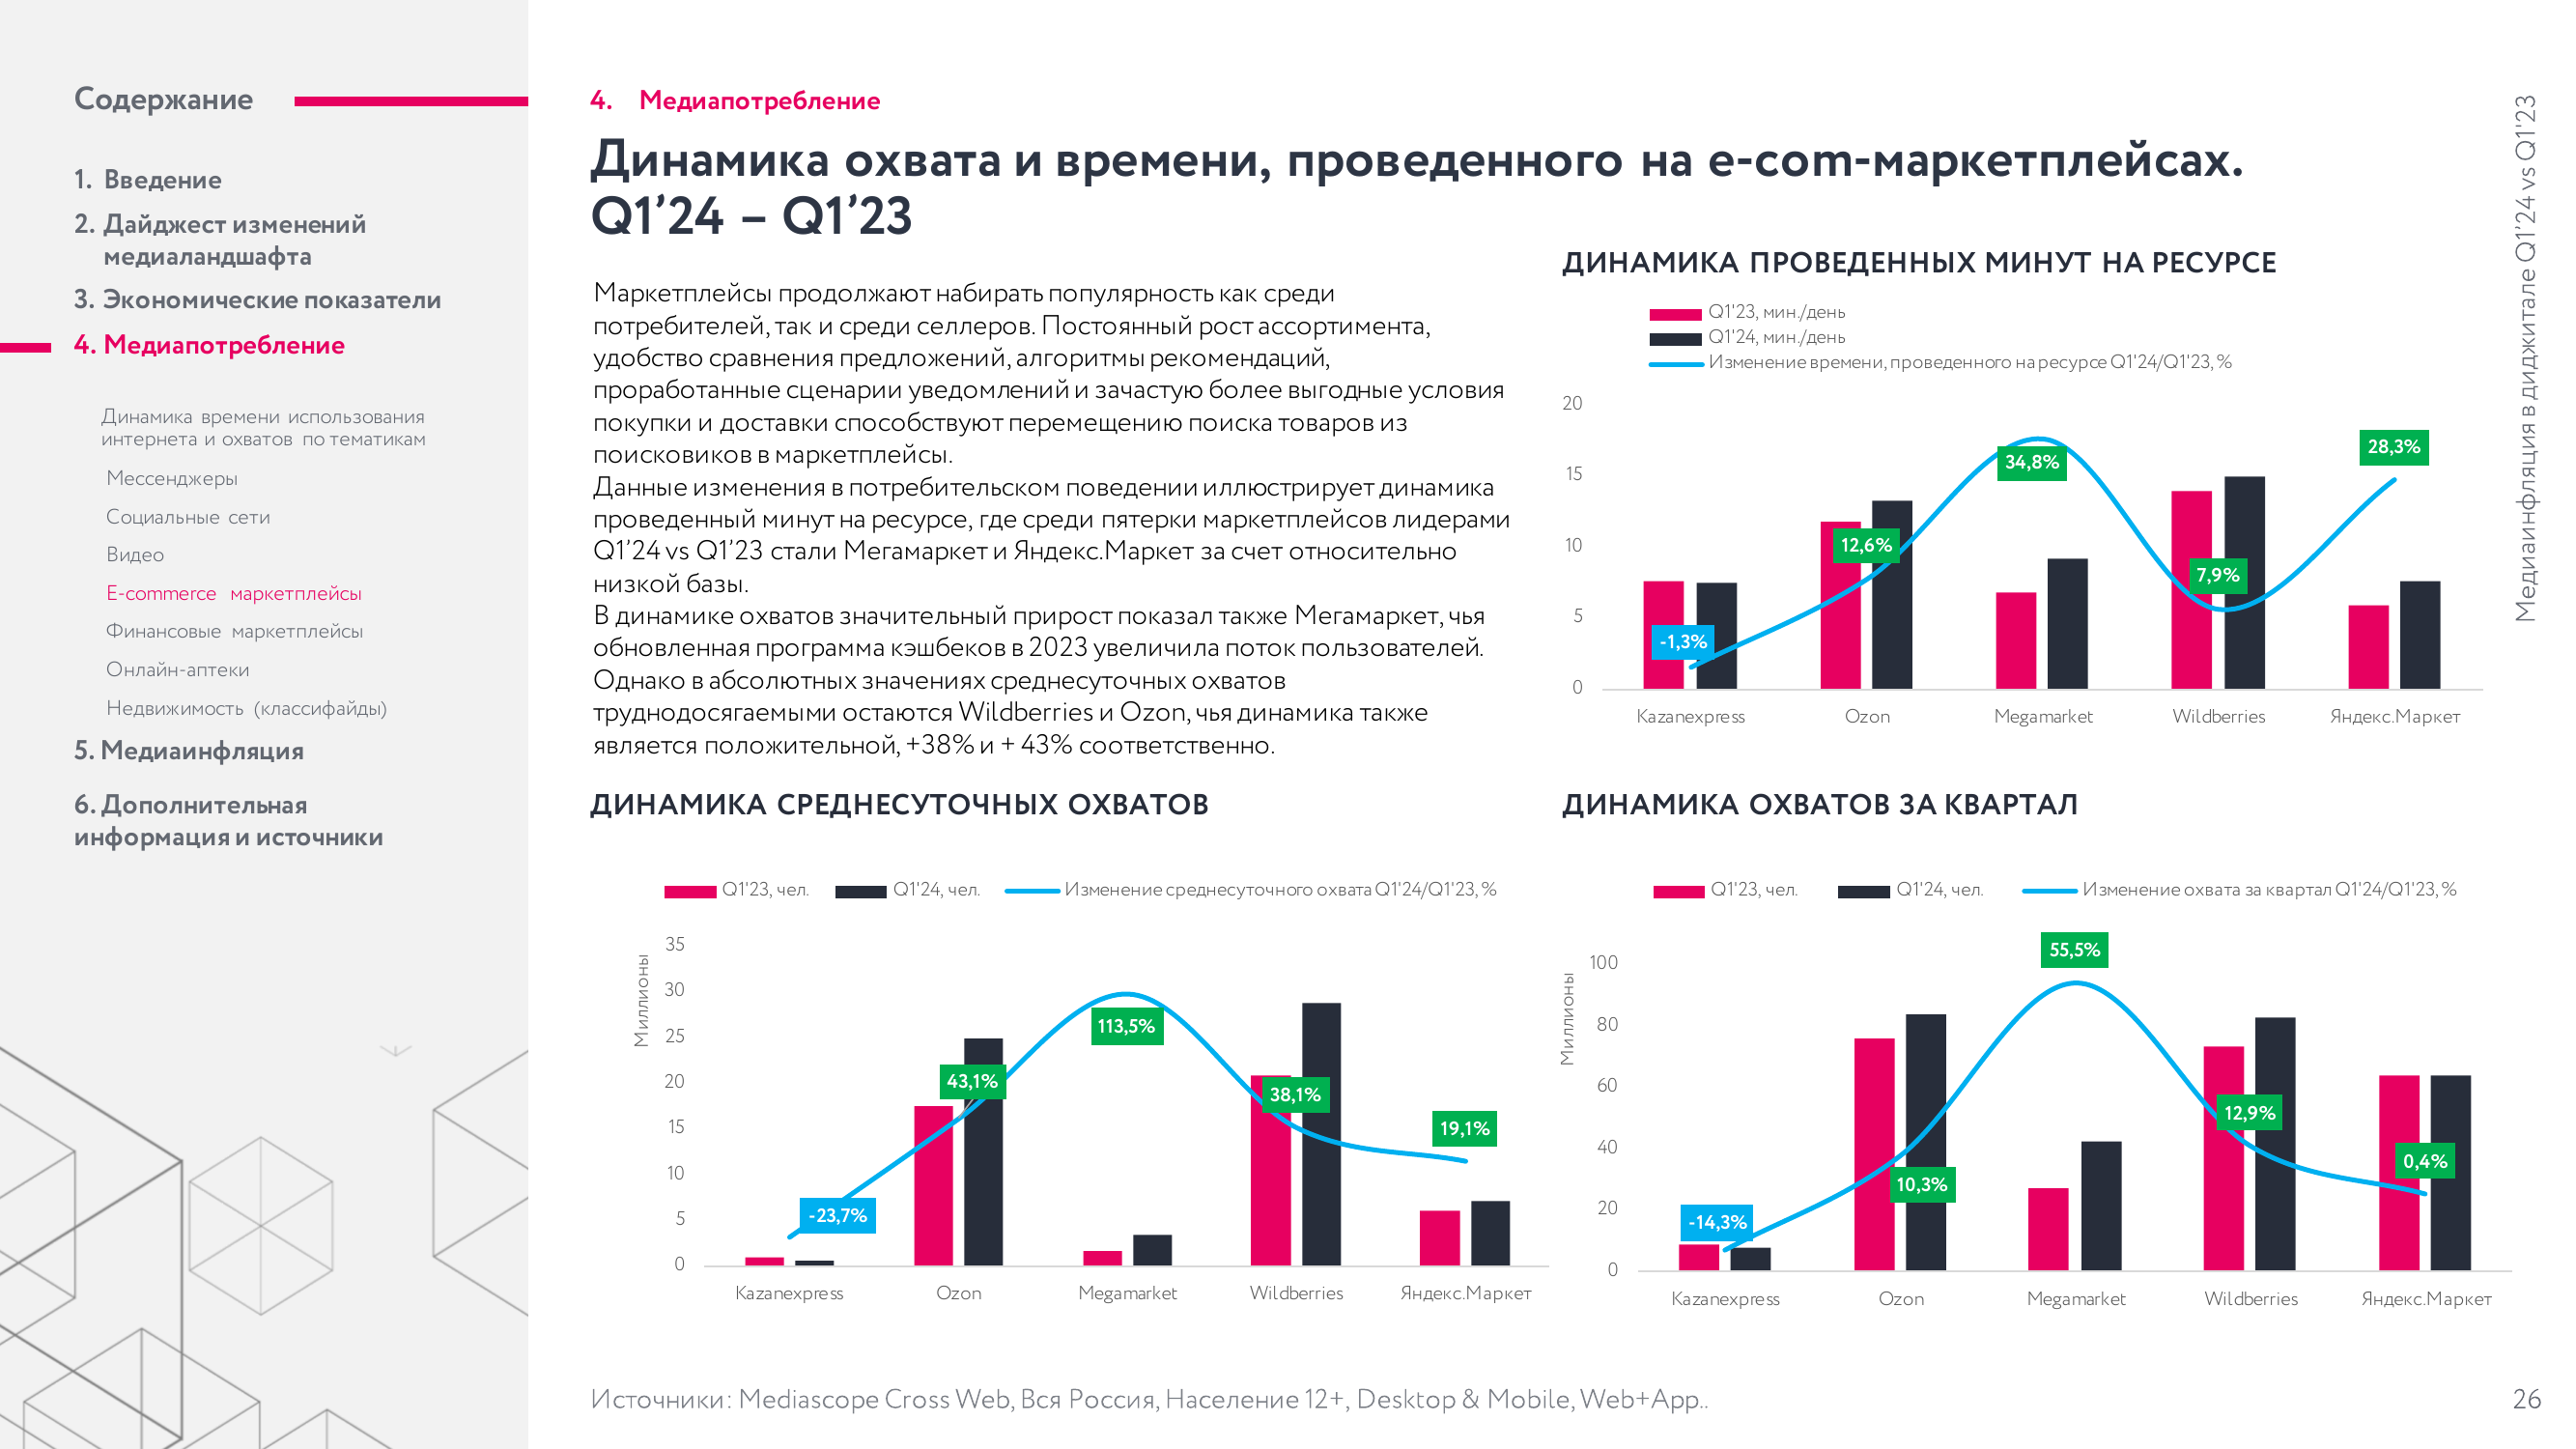 Содержание
1. Введение
2. Дайджест изменений
медиаландшафта
3. Экономические показатели
4. Медиапотребление
Динамика времени использования
интернета и охватов по тематикам
Мессенджеры
Социальные сети
Видео
E-commerce маркетплейсы
Финансовые маркетплейсы
Онлайн-аптеки
Недвижимость (классифайды)
5. Медиаинфляция
6. Дополнительная
информация и источники
4. Медиапотребление
Динамика охвата и времени, проведенного на e-com-маркетплейсах.
Q1’24 – Q1’23
Маркетплейсы продолжают набирать популярность как среди
потребителей, так и среди селлеров. Постоянный рост ассортимента,
удобство сравнения предложений, алгоритмы рекомендаций,
проработанные сценарии уведомлений и зачастую более выгодные условия
покупки и доставки способствуют перемещению поиска товаров из
поисковиков в маркетплейсы.
Данные изменения в потребительском поведении иллюстрирует динамика
проведенный минут на ресурсе, где среди пятерки маркетплейсов лидерами
Q1’24 vs Q1’23 стали Мегамаркет и Яндекс.Маркет за счет относительно
низкой базы.
В динамике охватов значительный прирост показал также Мегамаркет, чья
обновленная программа кэшбеков в 2023 увеличила поток пользователей.
Однако в абсолютных значениях среднесуточных охватов
труднодосягаемыми остаются Wildberries и Ozon, чья динамика также
является положительной, +38% и + 43% соответственно.
ДИНАМИКА ПРОВЕДЕННЫХ МИНУТ НА РЕСУРСЕ
Q1'23, мин./день
Q1'24, мин./день
Изменение времени, проведенного на ресурсе Q1'24/Q1'23, %
20
15
10
5
0
-1,3%
12,6%
34,8%
7,9%
28,3%
Kazanexpress
Ozon
Megamarket
Wildberries
Яндекс.Маркет
ДИНАМИКА СРЕДНЕСУТОЧНЫХ ОХВАТОВ
Q1'23, чел.
Q1'24, чел.
Изменение среднесуточного охвата Q1'24/Q1'23, %
Миллионы
35
30
25
20
15
10
5
0
-23,7%
43,1%
113,5%
38,1%
19,1%
Kazanexpress
Ozon
Megamarket
Wildberries
Яндекс.Маркет
ДИНАМИКА ОХВАТОВ ЗА КВАРТАЛ
Q1'23, чел.
Q1'24, чел.
Изменение охвата за квартал Q1'24/Q1'23, %
Миллионы
100
80
60
40
20
0
-14,3%
10,3%
55,5%
12,9%
0,4%
Kazanexpress
Ozon
Megamarket
Wildberries
Яндекс.Маркет
Медиаинфляция в диджитале Q1’24 vs Q1'23
Источники: Mediascope Cross Web, Вся Россия, Население 12+, Desktop & Mobile, Web+App..
26